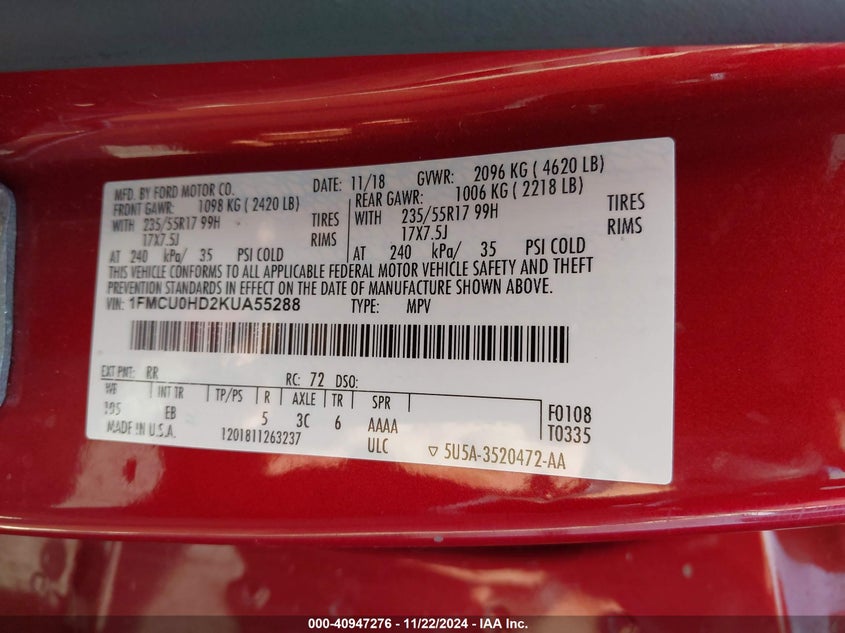 MFD. BY FORD MOTOR CO. DATE: 11/18 GVWR: 2096 KG ( 4620 LB)
FRONT GAWR: 1098 KG ( 2420 LB) REAR GAWR: 1006 KG ( 2218 LB)
WITH 235/55R17 99H TIRES WITH 235/55R17 99H TIRES
17X7.5J RIMS 17X7.5J RIMS
AT 240 kPa/ 35 PSI COLD AT 240 kPa/ 35 PSI COLD
THIS VEHICLE CONFORMS TO ALL APPLICABLE FEDERAL MOTOR VEHICLE SAFETY AND THEFT
PREVENTION STANDARDS IN EFFECT ON THE DATE OF MANUFACTURE SHOWN ABOVE.
VIN: 1FMCU0HD2KUA55288 TYPE: MPV
EXT PNT: RR RC: 72 DSO:
WB INT TR TP/PS R AXLE TR SPR
105 EB 5 3C 6 AAAA F0108
MADE IN U.S.A. 1201811263237 ULC T0335
▽ 5U5A-3520472-AA
000-40947276 - 11/22/2024 - IAA Inc.